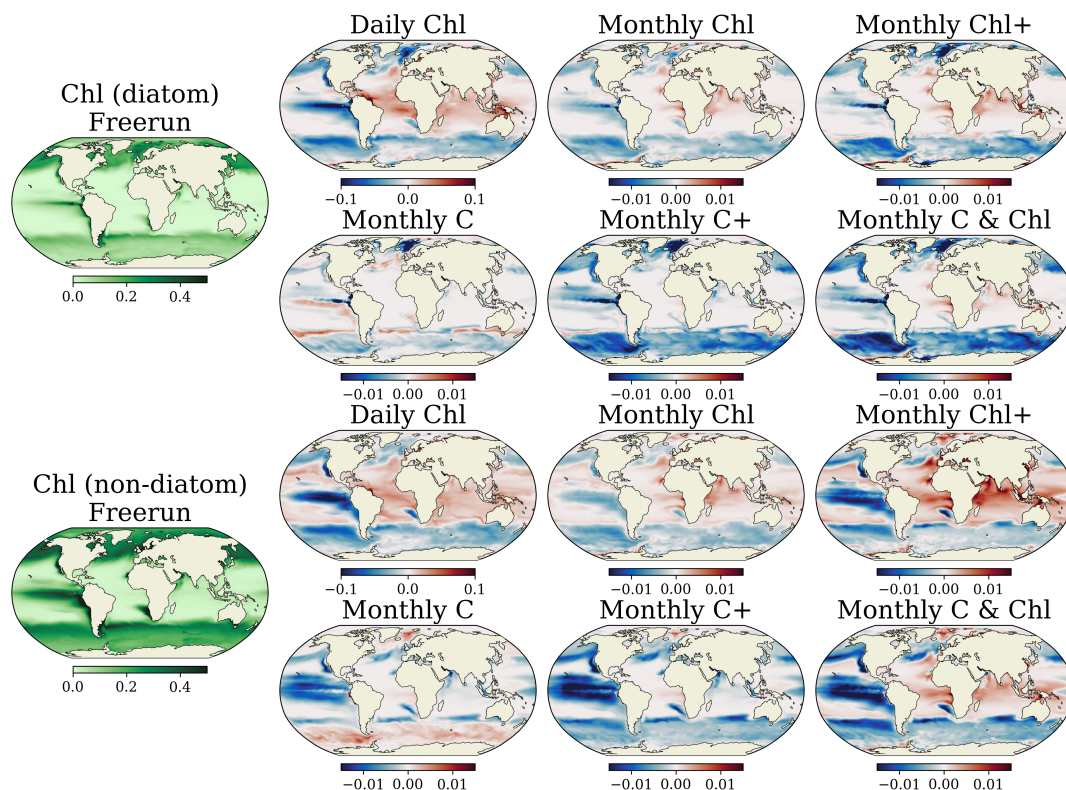 Daily Chl
Monthly Chl
Monthly Chl+
Chl (diatom)
Freerun
−0.1 0.0 0.1
−0.01 0.00 0.01
−0.01 0.00 0.01
Monthly C
Monthly C+
Monthly C & Chl
0.0 0.2 0.4
−0.01 0.00 0.01
−0.01 0.00 0.01
−0.01 0.00 0.01
Daily Chl
Monthly Chl
Monthly Chl+
Chl (non-diatom)
Freerun
−0.1 0.0 0.1
−0.01 0.00 0.01
−0.01 0.00 0.01
Monthly C
Monthly C+
Monthly C & Chl
0.0 0.2 0.4
−0.01 0.00 0.01
−0.01 0.00 0.01
−0.01 0.00 0.01